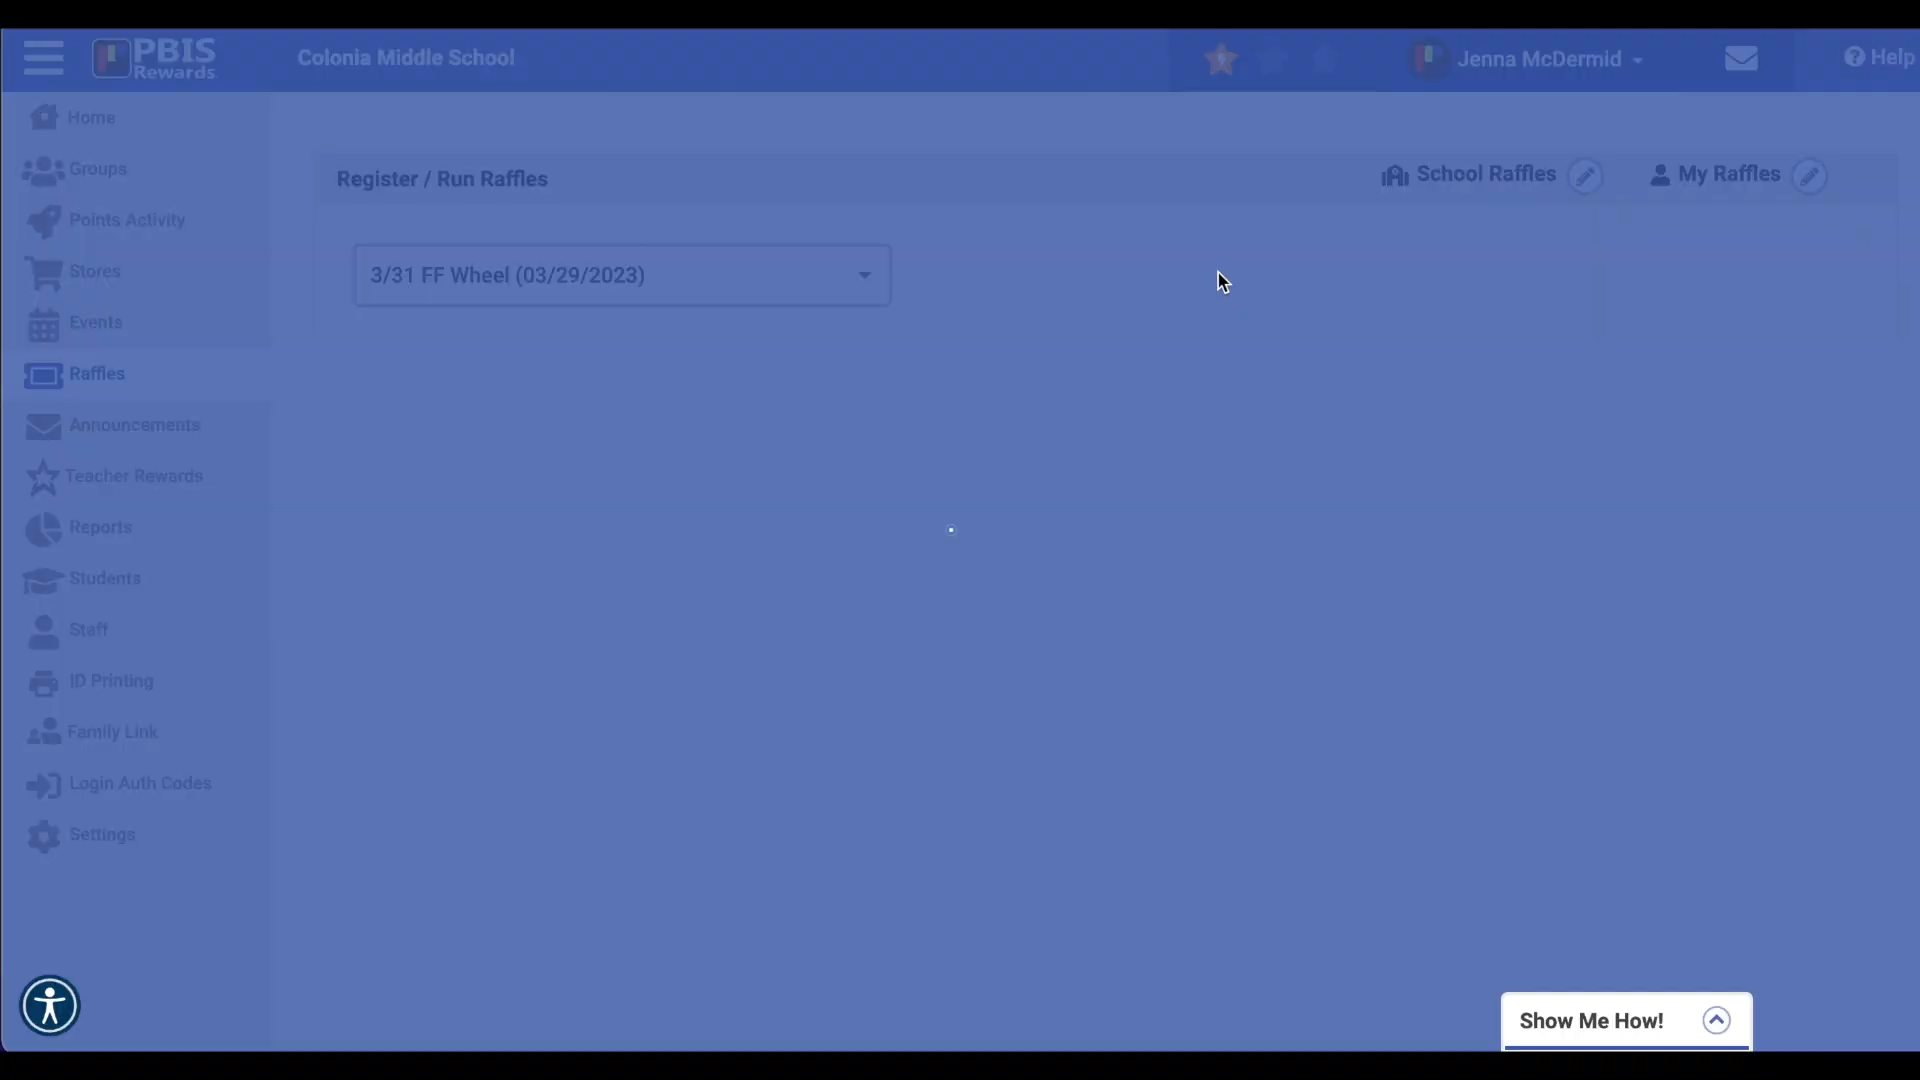 PBIS
Rewards
Colonia Middle School
Jenna McDermid
Help
Home
Groups
Points Activity
Stores
Events
Raffles
Announcements
Teacher Rewards
Reports
Students
Staff
ID Printing
Family Link
Login Auth Codes
Settings
Register / Run Raffles
School Raffles
My Raffles
3/31 FF Wheel (03/29/2023)
Show Me How!